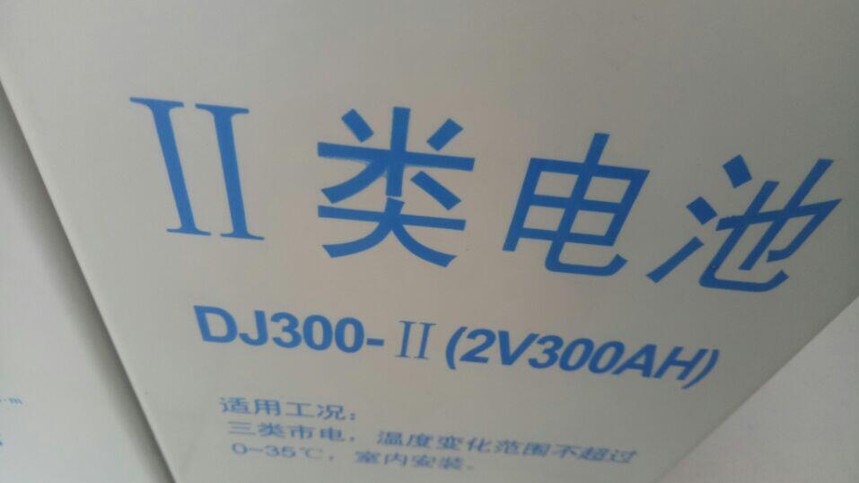 II类电池
DJ300-II(2V300AH)
适用工况：
三类市电，温度变化范围不超过
0~35℃，室内安装.